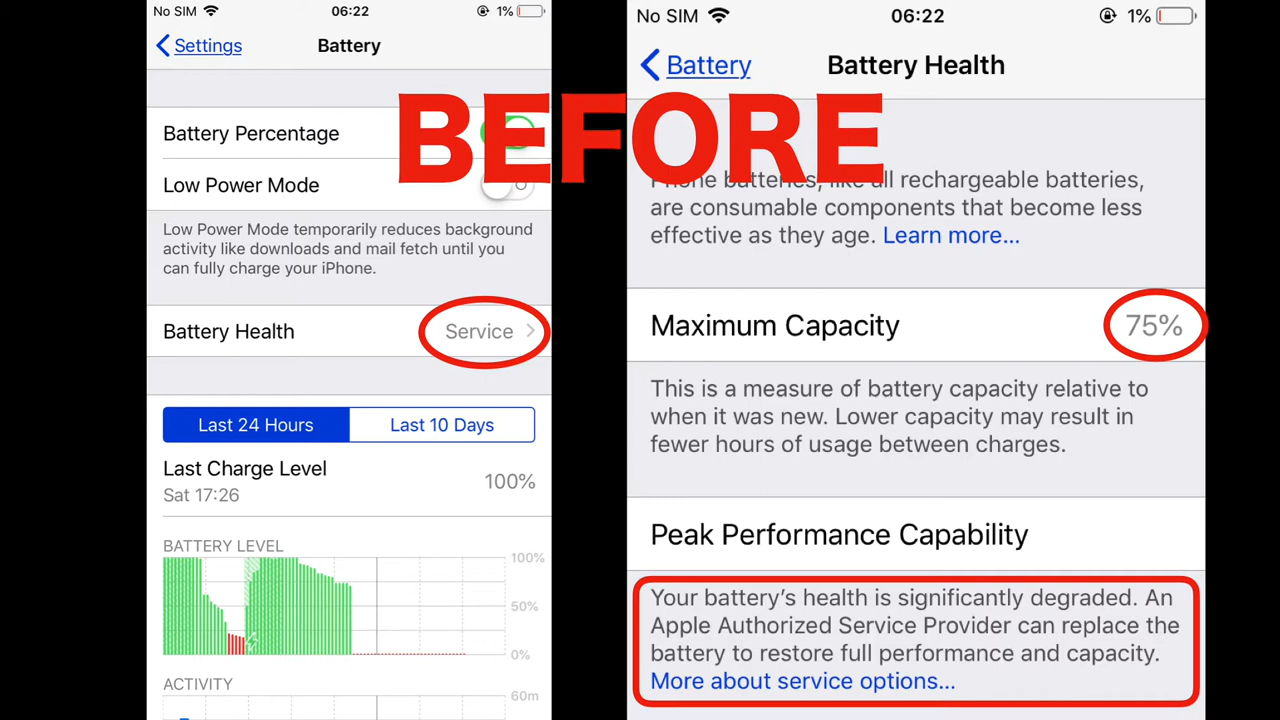 No SIM 06:22 1%
Settings Battery
Battery Percentage
Low Power Mode
Low Power Mode temporarily reduces background
activity like downloads and mail fetch until you
can fully charge your iPhone.
Battery Health Service
Last 24 Hours Last 10 Days
Last Charge Level
Sat 17:26
100%
BATTERY LEVEL
100%
50%
0%
ACTIVITY
60m
BEFORE
No SIM 06:22 1%
Battery Battery Health
Phone batteries, like all rechargeable batteries,
are consumable components that become less
effective as they age. Learn more...
Maximum Capacity 75%
This is a measure of battery capacity relative to
when it was new. Lower capacity may result in
fewer hours of usage between charges.
Peak Performance Capability
Your battery's health is significantly degraded. An
Apple Authorized Service Provider can replace the
battery to restore full performance and capacity.
More about service options...